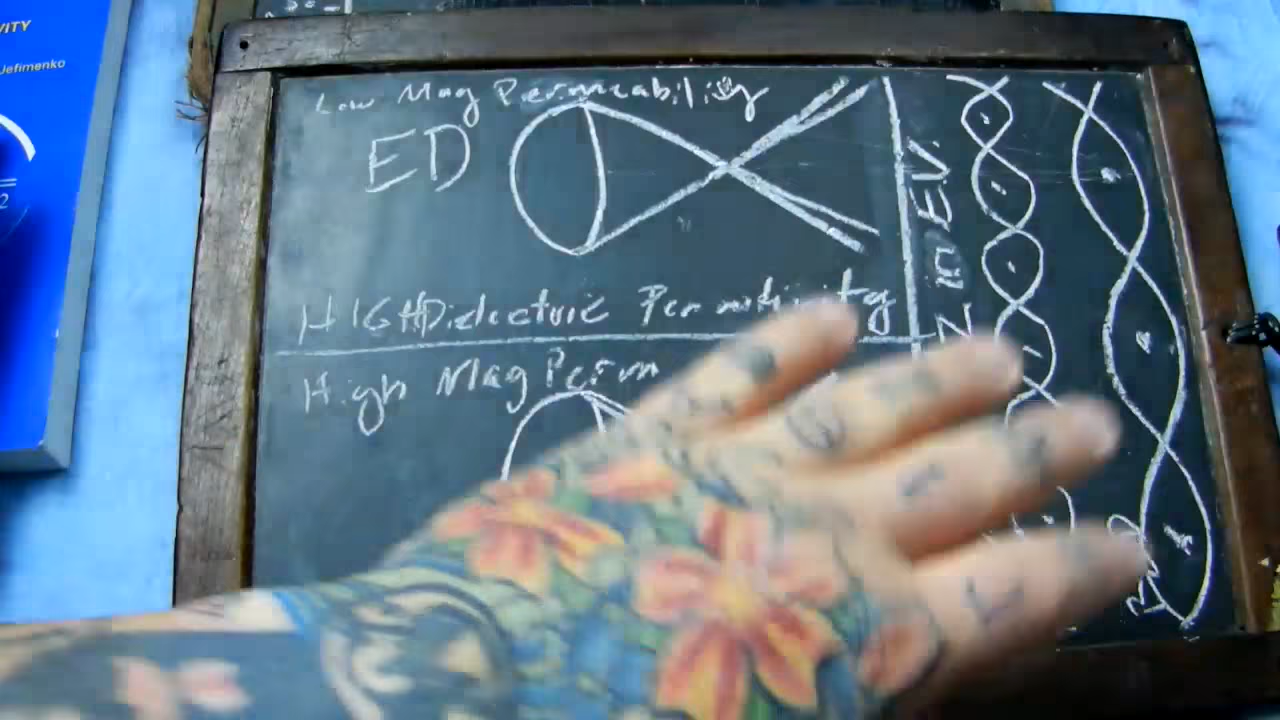 Jefimenko
Low Mag Permeability
ED
HIGH Dielectric Permitivity
High Mag Perm
Z in EV.